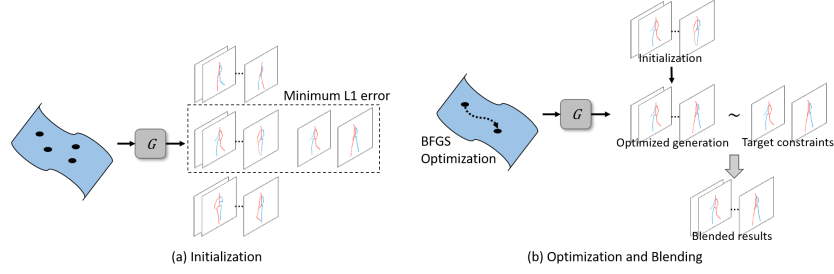 Minimum L1 error
G
(a) Initialization
Initialization
G
BFGS
Optimization
Optimized generation
~
Target constraints
Blended results
(b) Optimization and Blending